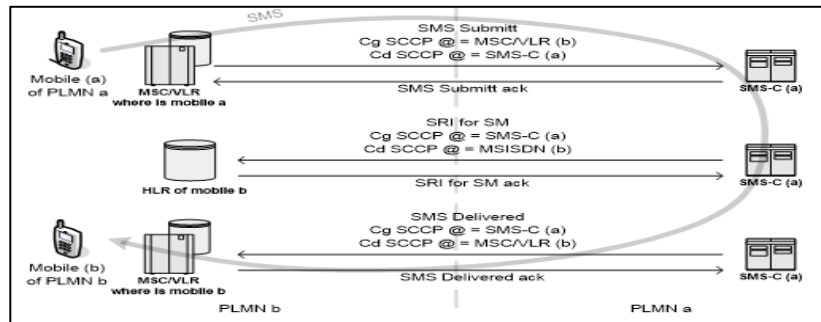 SMS
SMS Submitt
Cg SCCP @ = MSC/VLR (b)
Cd SCCP @ = SMS-C (a)
Mobile (a)
of PLMN a
MSC/VLR
where is mobile a
SMS Submitt ack
SMS-C (a)
SRI for SM
Cg SCCP @ = SMS-C (a)
Cd SCCP @ = MSISDN (b)
HLR of mobile b
SRI for SM ack
SMS-C (a)
SMS Delivered
Cg SCCP @ = SMS-C (a)
Cd SCCP @ = MSC/VLR (b)
Mobile (b)
of PLMN b
MSC/VLR
where is mobile b
SMS Delivered ack
SMS-C (a)
PLMN b
PLMN a